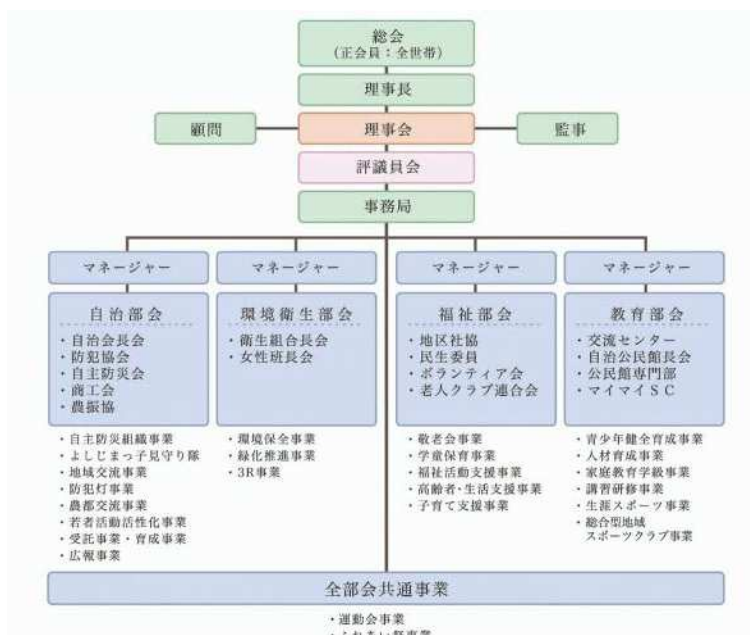 総会
（正会員：全世帯）
理事長
顧問
理事会
監事
評議員会
事務局
マネージャー
マネージャー
マネージャー
マネージャー
自治部会
・自治会長会
・防犯協会
・自主防災会
・商工会
・農振協
環境衛生部会
・衛生組合長会
・女性班長会
福祉部会
・地区社協
・民生委員
・ボランティア会
・老人クラブ連合会
教育部会
・交流センター
・自治公民館長会
・公民館専門部
・マイマイＳＣ
・自主防災組織事業
・よしじまっ子見守り隊
・地域交流事業
・防犯灯事業
・農都交流事業
・若者活動活性化事業
・受託事業・育成事業
・広報事業
・環境保全事業
・緑化推進事業
・3R事業
・敬老会事業
・学童保育事業
・福祉活動支援事業
・高齢者・生活支援事業
・子育て支援事業
・青少年健全育成事業
・人材育成事業
・家庭教育学級事業
・講習研修事業
・生涯スポーツ事業
・総合型地域
スポーツクラブ事業
全部会共通事業
・運動会事業